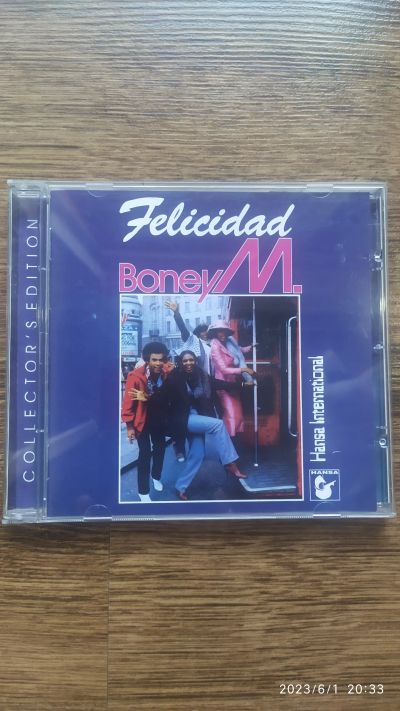 COLLECTOR'S EDITION
Felicidad
Boney M.
Hansa International
HANSA
2023/6/1 20:33